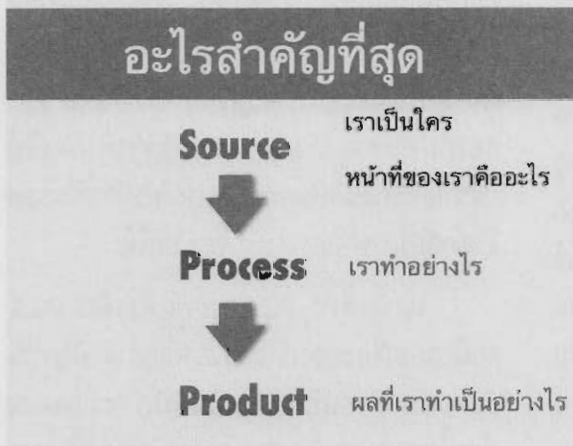 อะไรสำคัญที่สุด
Source เราเป็นใคร
หน้าที่ของเราคืออะไร
Process เราทำอย่างไร
Product ผลที่เราทำเป็นอย่างไร